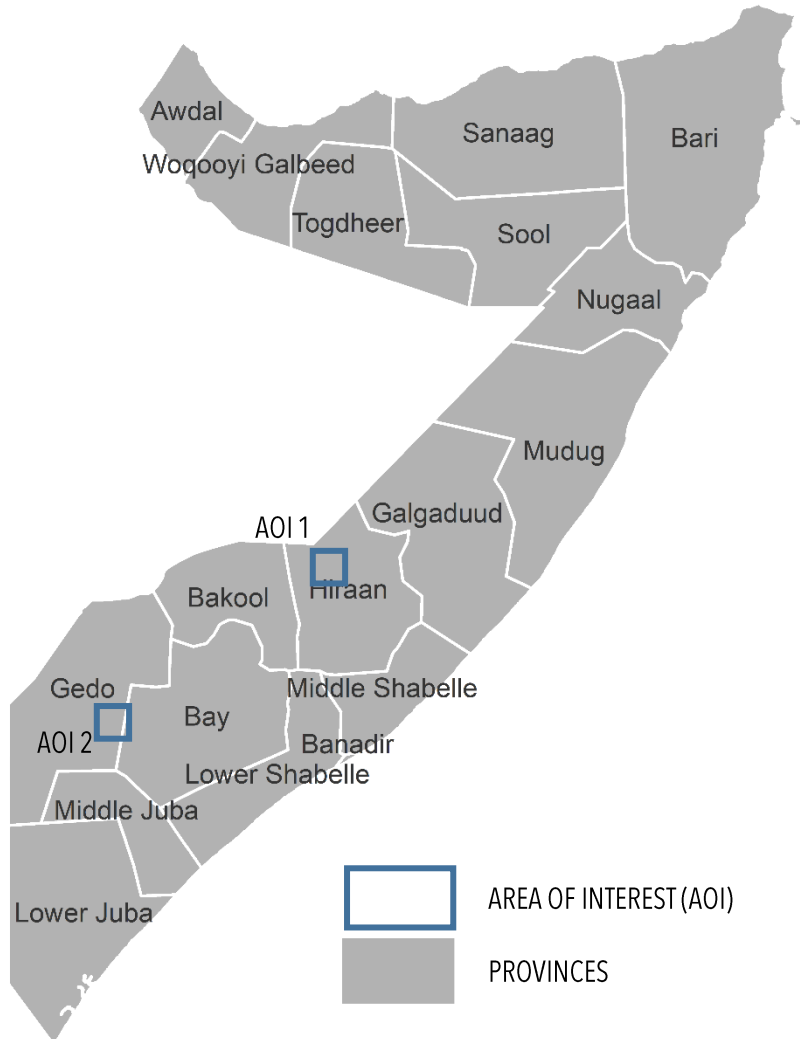 Awdal
Sanaag
Bari
Woqooyi Galbeed
Togdheer
Sool
Nugaal
Mudug
Galgaduud
AOI 1
Hiraan
Bakool
Gedo
Middle Shabelle
Bay
AOI 2
Banadir
Lower Shabelle
Middle Juba
Lower Juba
AREA OF INTEREST (AOI)
PROVINCES